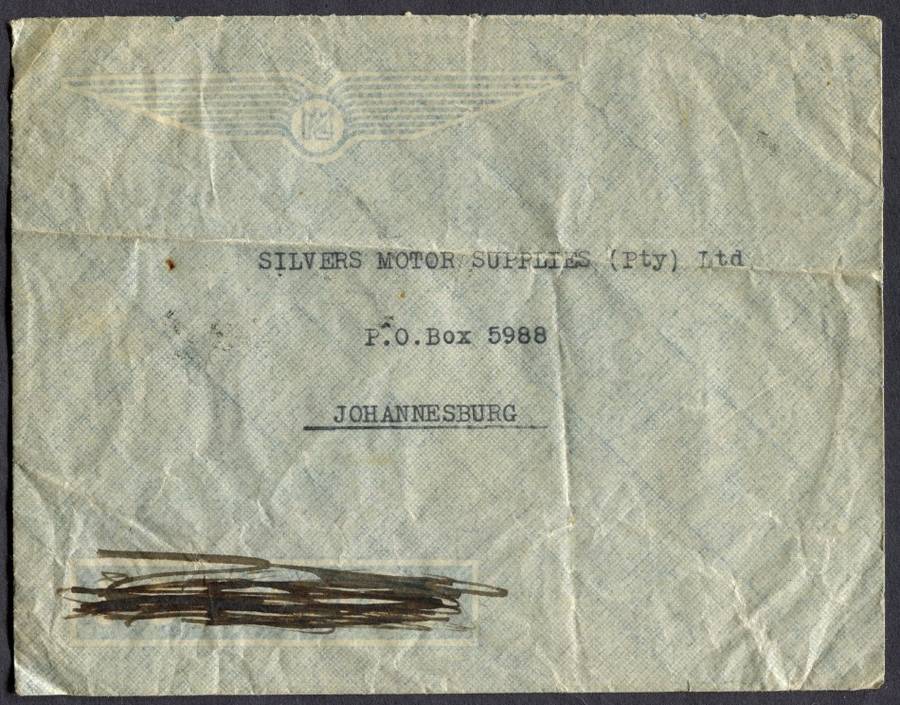 SILVERS MOTOR SUPPLIES (Pty) Ltd
P.O.Box 5988
JOHANNESBURG